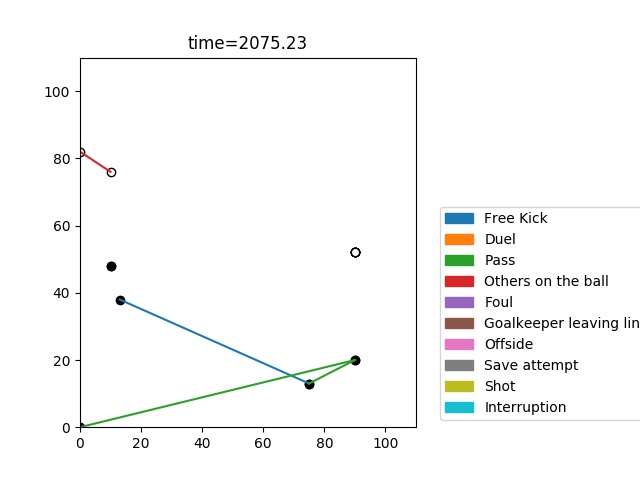 time=2075.23
100
80
60
40
20
0
0 20 40 60 80 100
Free Kick
Duel
Pass
Others on the ball
Foul
Goalkeeper leaving lin
Offside
Save attempt
Shot
Interruption